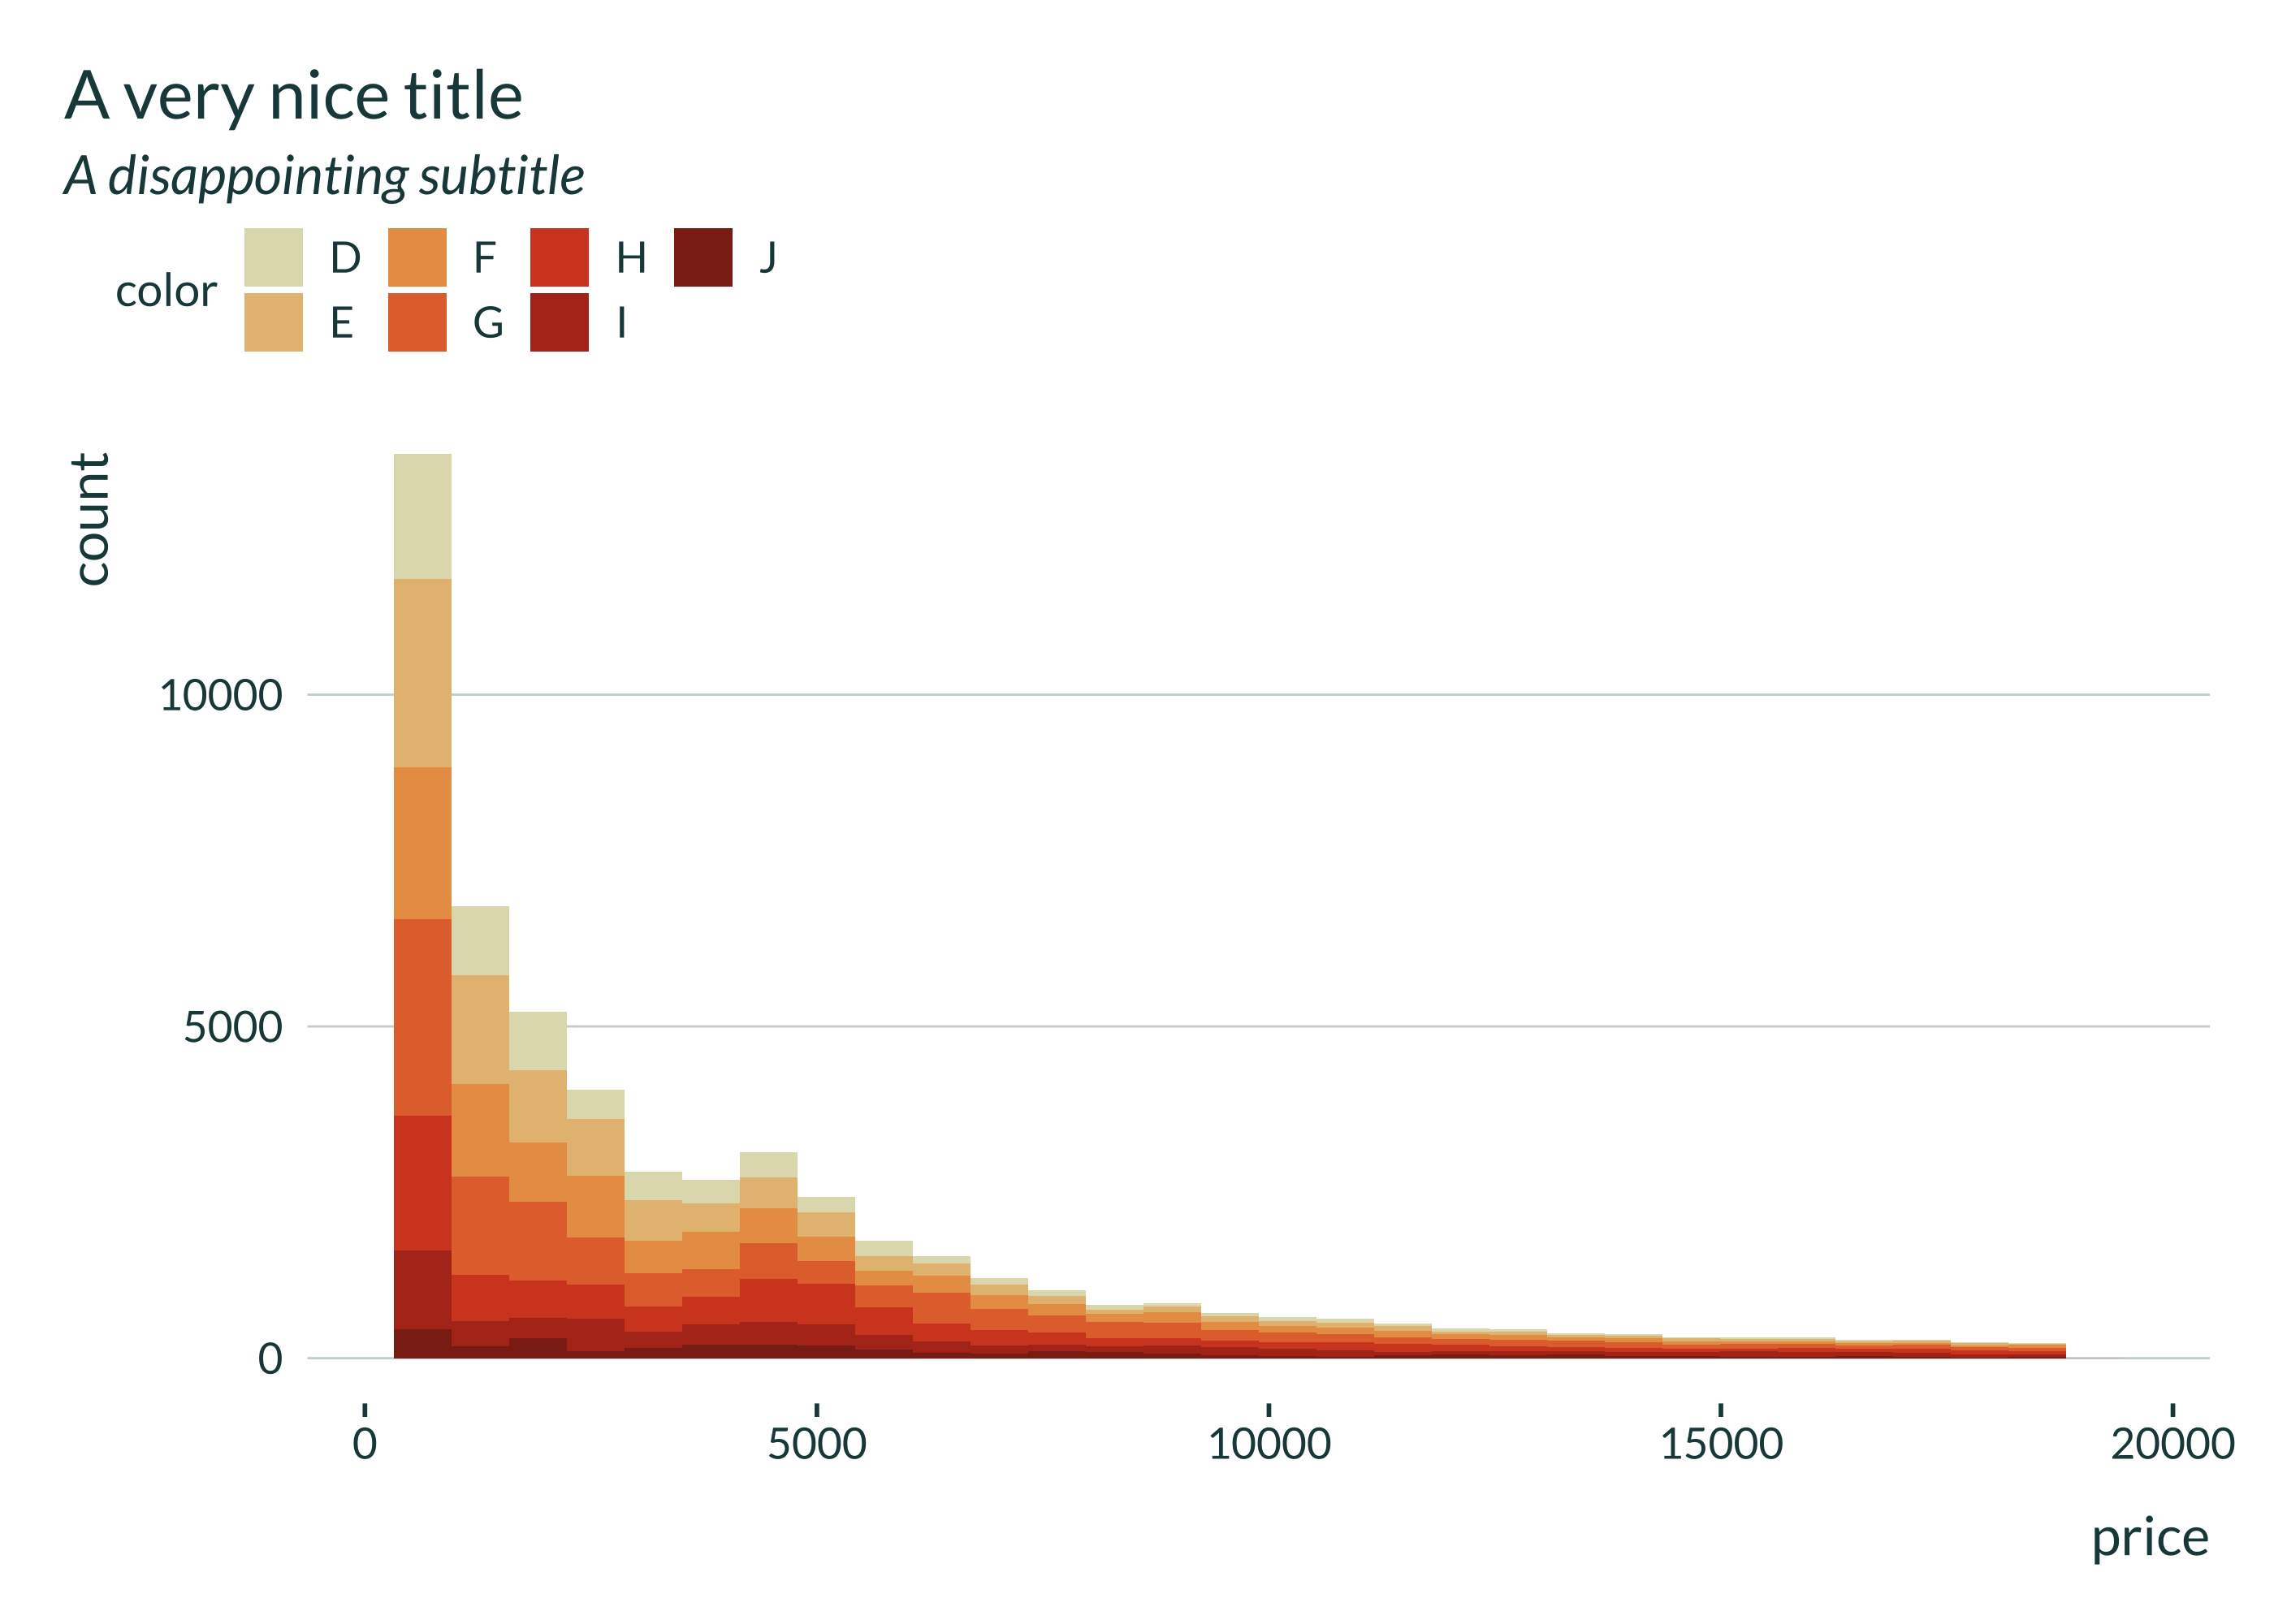 A very nice title
A disappointing subtitle
color
D F H J
E G I
count
10000
5000
0
0 5000 10000 15000 20000
price